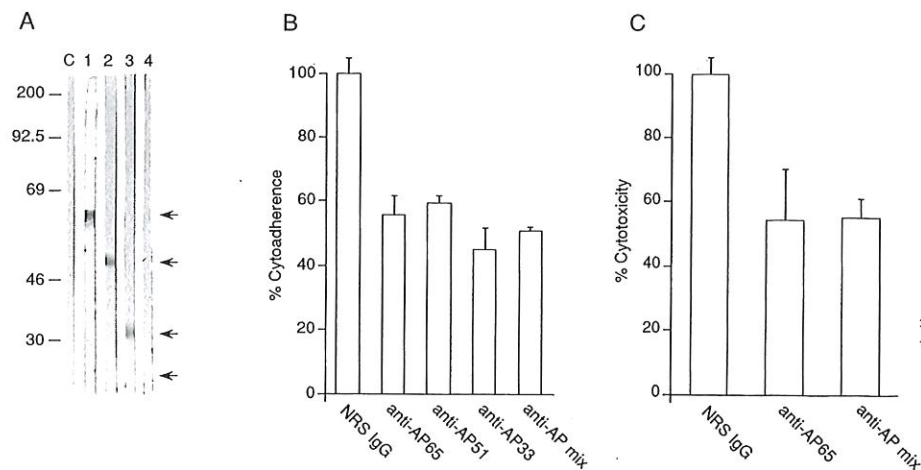 A
C 1 2 3 4
200
92.5
69
46
30
B
% Cytoadherence
100
80
60
40
20
0
NRS IgG
anti-AP65
anti-AP51
anti-AP33
anti-AP mix
C
% Cytotoxicity
100
80
60
40
20
0
NRS IgG
anti-AP65
anti-AP mix